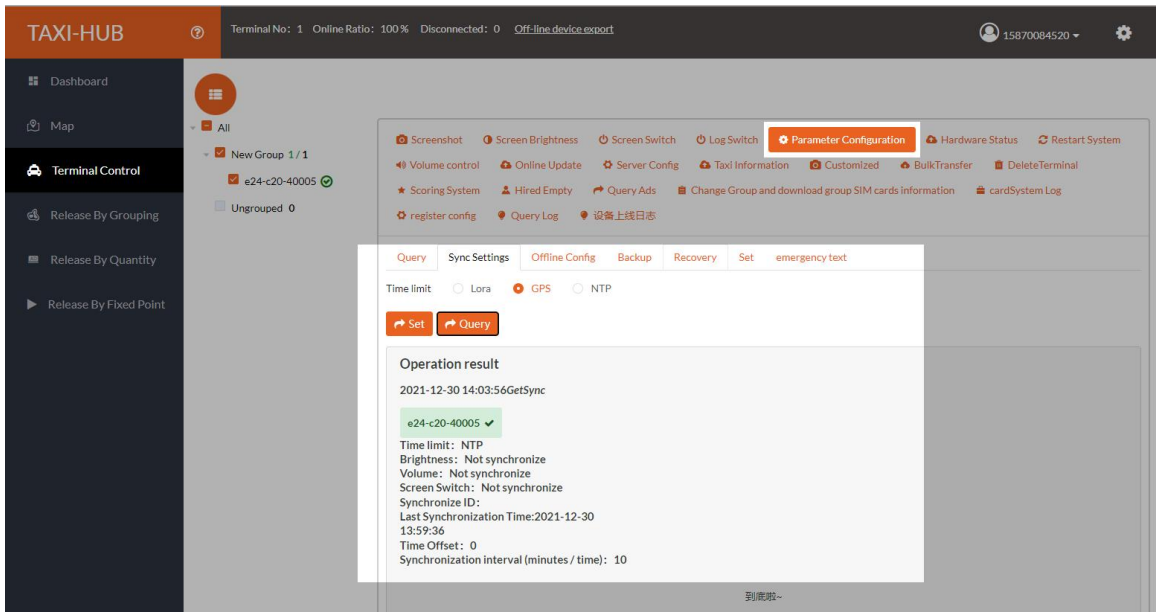 TAXI-HUB
Terminal No: 1 Online Ratio: 100 % Disconnected: 0 Off-line device export
15870084520
Dashboard
Map
Terminal Control
Release By Grouping
Release By Quantity
Release By Fixed Point
All
New Group 1 / 1
e24-c20-40005
Ungrouped 0
Screenshot Screen Brightness Screen Switch Log Switch Parameter Configuration Hardware Status Restart System
Volume control Online Update Server Config Taxi Information Customized BulkTransfer DeleteTerminal
Scoring System Hired Empty Query Ads Change Group and download group SIM cards information cardSystem Log
register config Query Log 设备上线日志
Query Sync Settings Offline Config Backup Recovery Set emergency text
Time limit Lora GPS NTP
Set Query
Operation result
2021-12-30 14:03:56GetSync
e24-c20-40005
Time limit: NTP
Brightness: Not synchronize
Volume: Not synchronize
Screen Switch: Not synchronize
Synchronize ID:
Last Synchronization Time:2021-12-30
13:59:36
Time Offset: 0
Synchronization interval (minutes / time): 10
到底啦~